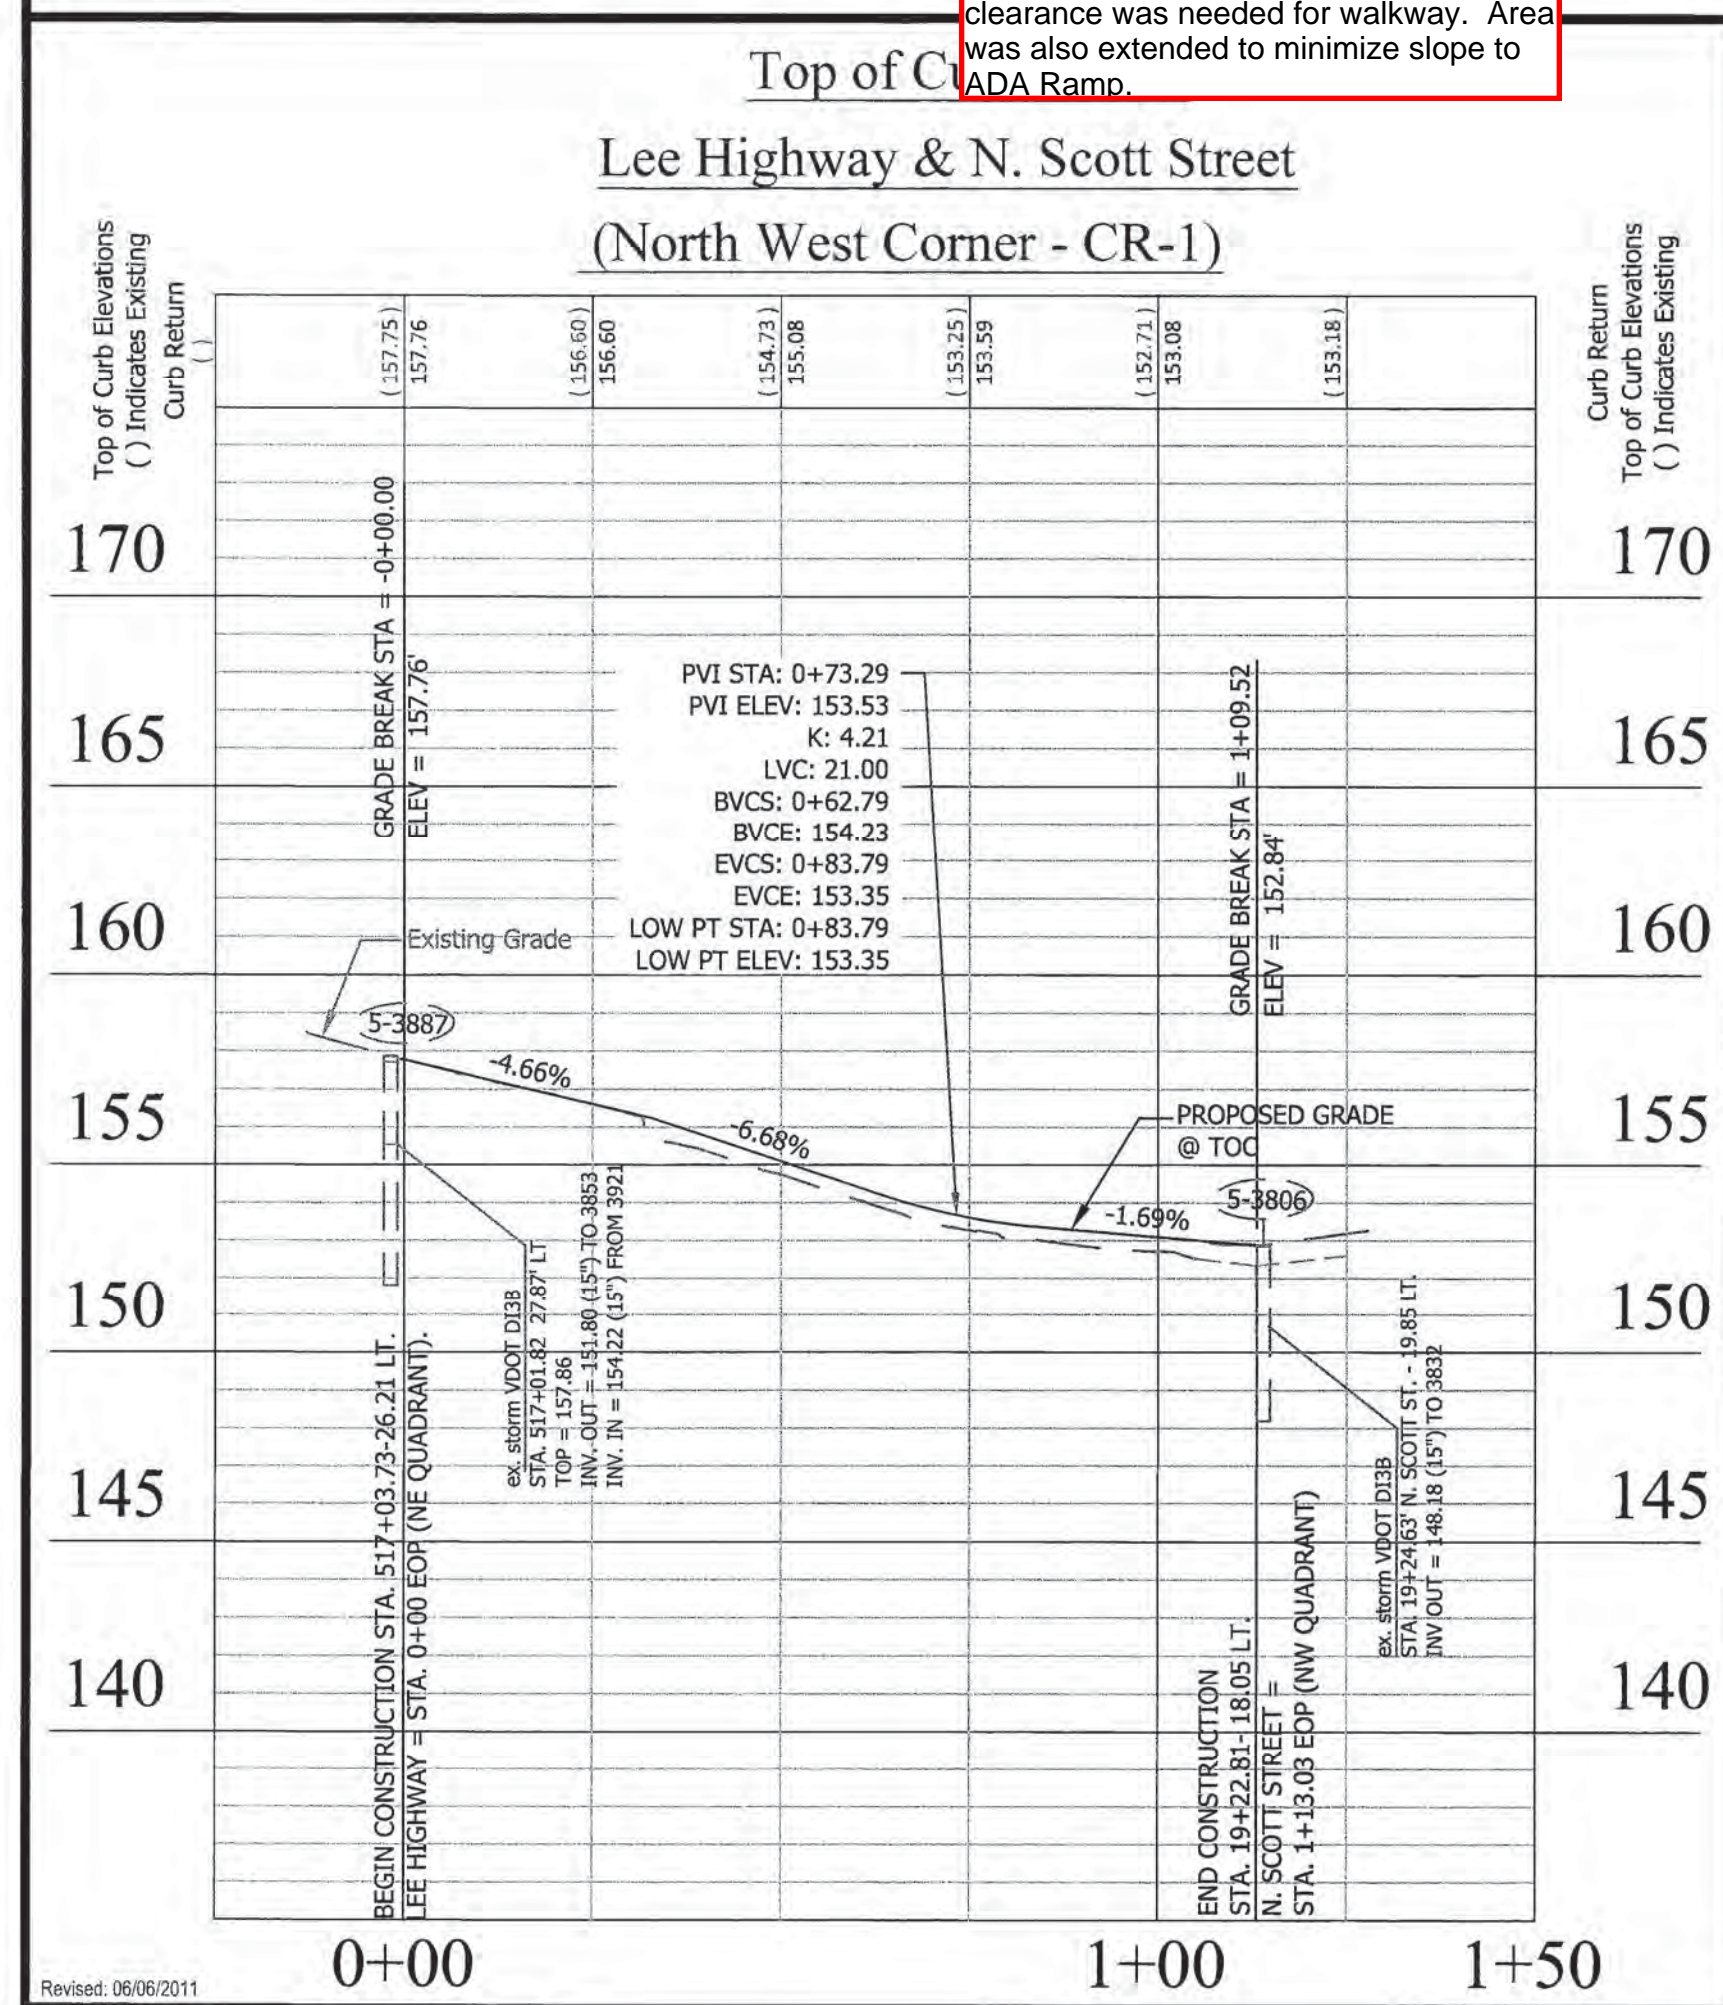 clearance was needed for walkway. Area
was also extended to minimize slope to
ADA Ramp.
Top of
Lee Highway & N. Scott Street
(North West Corner - CR-1)
Top of Curb Elevations
( ) Indicates Existing
Curb Return
( )
(157.75)
157.76
(156.60)
156.60
(154.73)
155.08
(153.25)
153.59
(152.71)
153.08
(153.18)
Curb Return
Top of Curb Elevations
( ) Indicates Existing
170
165
160
155
150
145
140
170
165
160
155
150
145
140
GRADE BREAK STA = -0+00.00
ELEV = 157.76'
PVI STA: 0+73.29
PVI ELEV: 153.53
K: 4.21
LVC: 21.00
BVCS: 0+62.79
BVCE: 154.23
EVCS: 0+83.79
EVCE: 153.35
LOW PT STA: 0+83.79
LOW PT ELEV: 153.35
GRADE BREAK STA = 1+09.52
ELEV = 152.84'
Existing Grade
5-3887
-4.66%
-6.68%
PROPOSED GRADE
@ TOC
-1.69%
5-3806
BEGIN CONSTRUCTION STA. 517+03.73-26.21 LT.
LEE HIGHWAY = STA. 0+00 EOP (NE QUADRANT).
ex. storm VDOT DI3B
STA. 517+01.82 27.87' LT
TOP = 157.86
INV. OUT = 151.80 (15") TO 3853
INV. IN = 154.22 (15") FROM 3921
END CONSTRUCTION
STA. 19+22.81-18.05 LT.
N. SCOTT STREET =
STA. 1+13.03 EOP (NW QUADRANT)
ex. storm VDOT DI3B
STA. 19+24.63' N. SCOTT ST. - 19.85 LT.
INV OUT = 148.18 (15") TO 3832
0+00
1+00
1+50
Revised: 06/06/2011